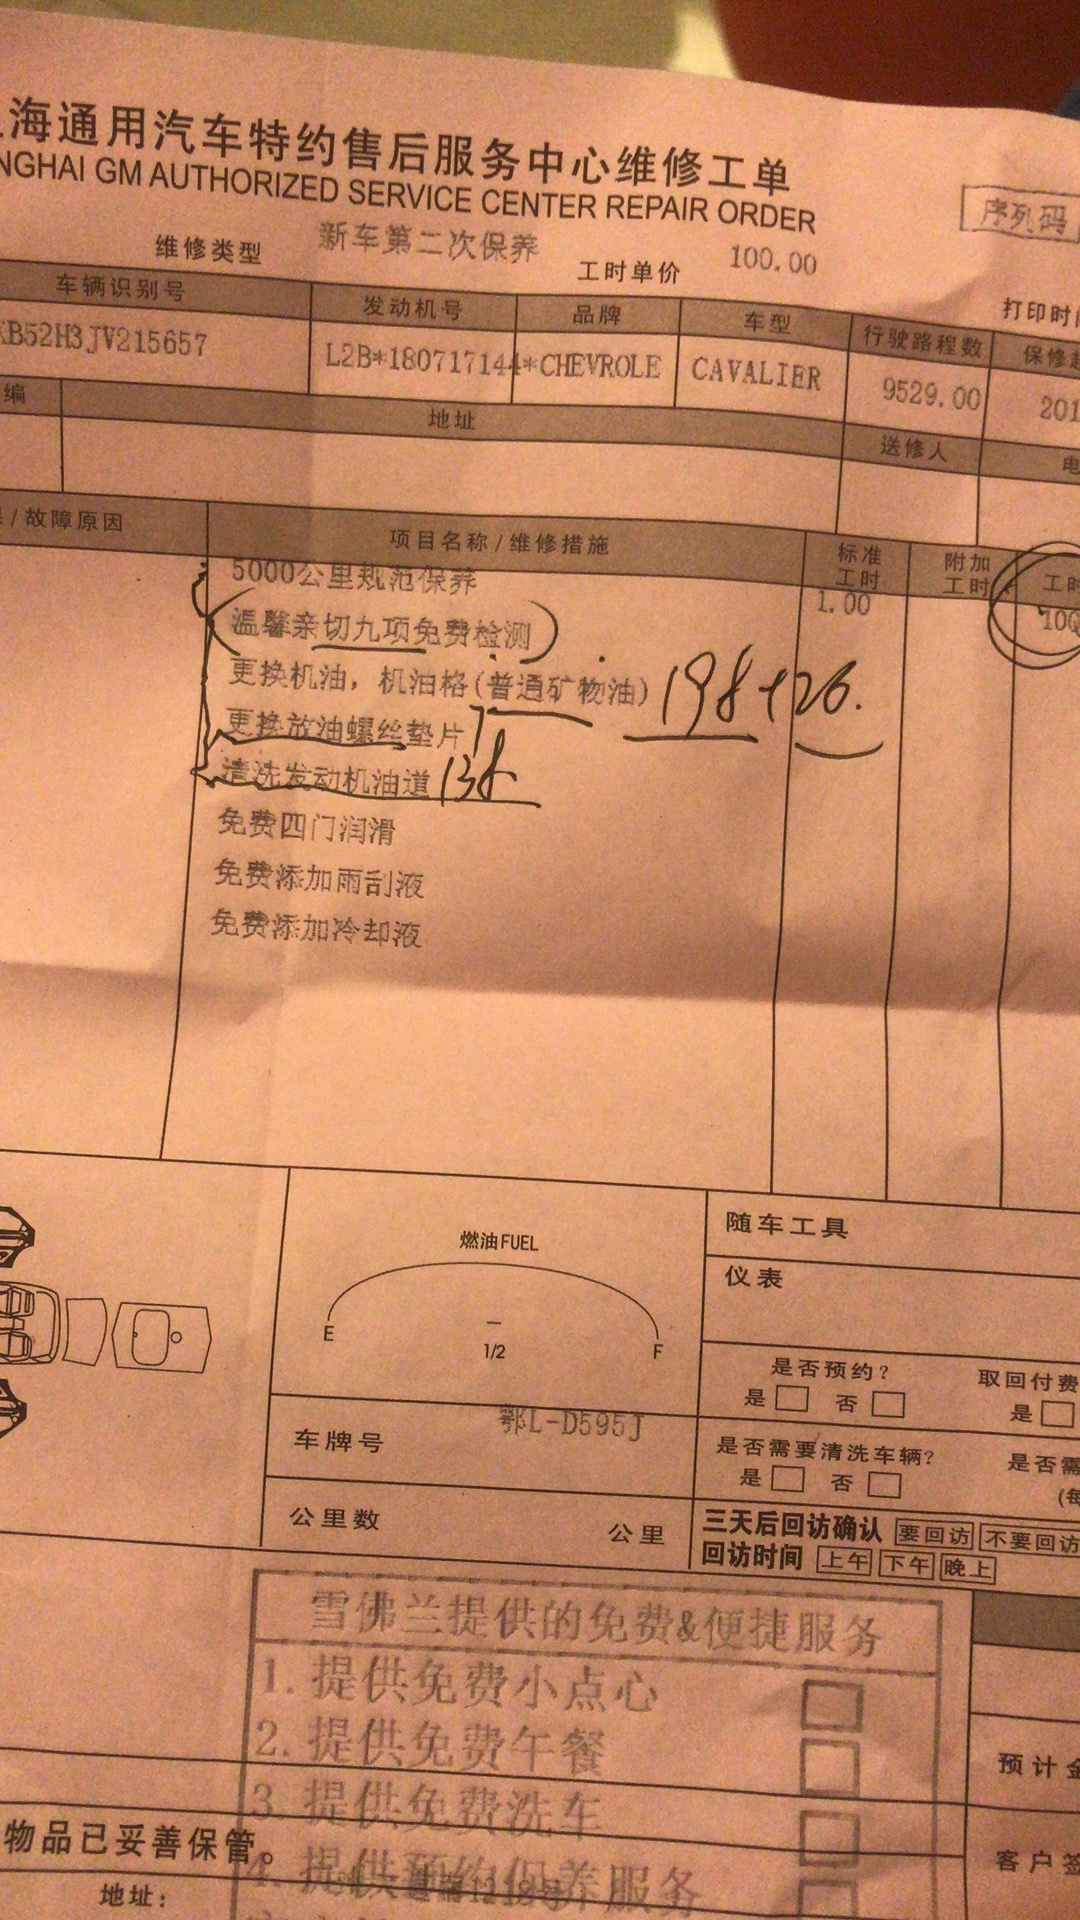 海通用汽车特约售后服务中心维修工单
NGHAI GM AUTHORIZED SERVICE CENTER REPAIR ORDER
序列码
维修类型 新车第二次保养 工时单价 100.00
打印时间
车辆识别号 发动机号 品牌 车型 行驶路程数 保修起
KB52H3JV215657 L2B*180717144*CHEVROLE CAVALIER 9529.00 201
编 地址 送修人 电
/故障原因 项目名称/维修措施 标准工时 附加工时 工时
5000公里规范保养 1.00 100
温馨亲切九项免费检测
更换机油，机油格(普通矿物油) 198+26.
更换放油螺丝垫片 7
清洗发动机油道 138
免费四门润滑
免费添加雨刮液
免费添加冷却液
燃油FUEL
E 1/2 F
随车工具
仪表
是否预约？ 取回付费
是 否 是
车牌号 鄂L-D595J
是否需要清洗车辆？ 是否需
是 否 (每
公里数 公里
三天后回访确认 要回访 不要回访
回访时间 上午 下午 晚上
雪佛兰提供的免费&便捷服务
1. 提供免费小点心
2. 提供免费午餐
3. 提供免费洗车
4. 提供预约保养服务
预计金
物品已妥善保管。
客户签
地址：